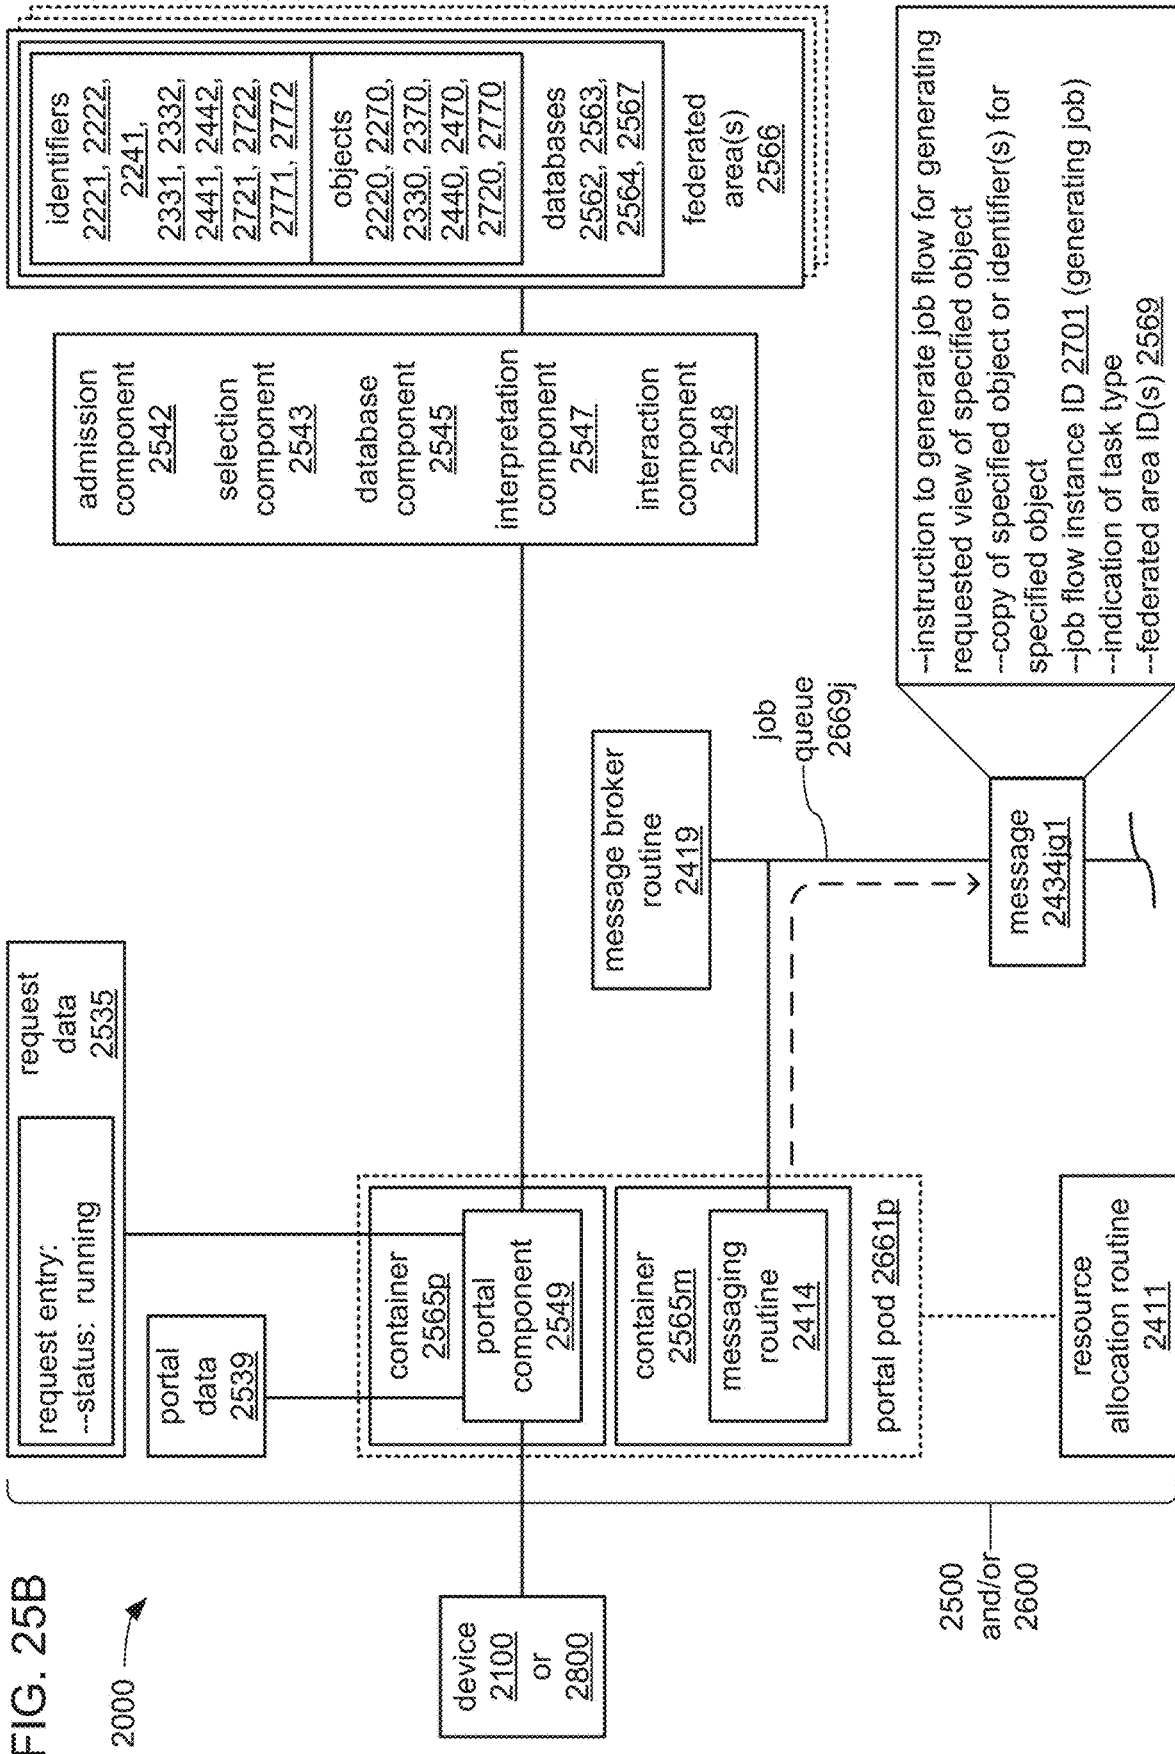 FIG. 25B
2000
device
2100
or
2800
2500
and/or
2600
request entry:
--status: running
request
data
2535
portal
data
2539
container
2565p
portal
component
2549
container
2565m
messaging
routine
2414
portal pod 2661p
resource
allocation routine
2411
message broker
routine
2419
job
queue
2669j
message
2434jq1
admission
component
2542
selection
component
2543
database
component
2545
interpretation
component
2547
interaction
component
2548
identifiers
2221, 2222,
2241,
2331, 2332,
2441, 2442,
2721, 2722,
2771, 2772
objects
2220, 2270,
2330, 2370,
2440, 2470,
2720, 2770
databases
2562, 2563,
2564, 2567
federated
area(s)
2566
--instruction to generate job flow for generating
requested view of specified object
--copy of specified object or identifier(s) for
specified object
--job flow instance ID 2701 (generating job)
--indication of task type
--federated area ID(s) 2569